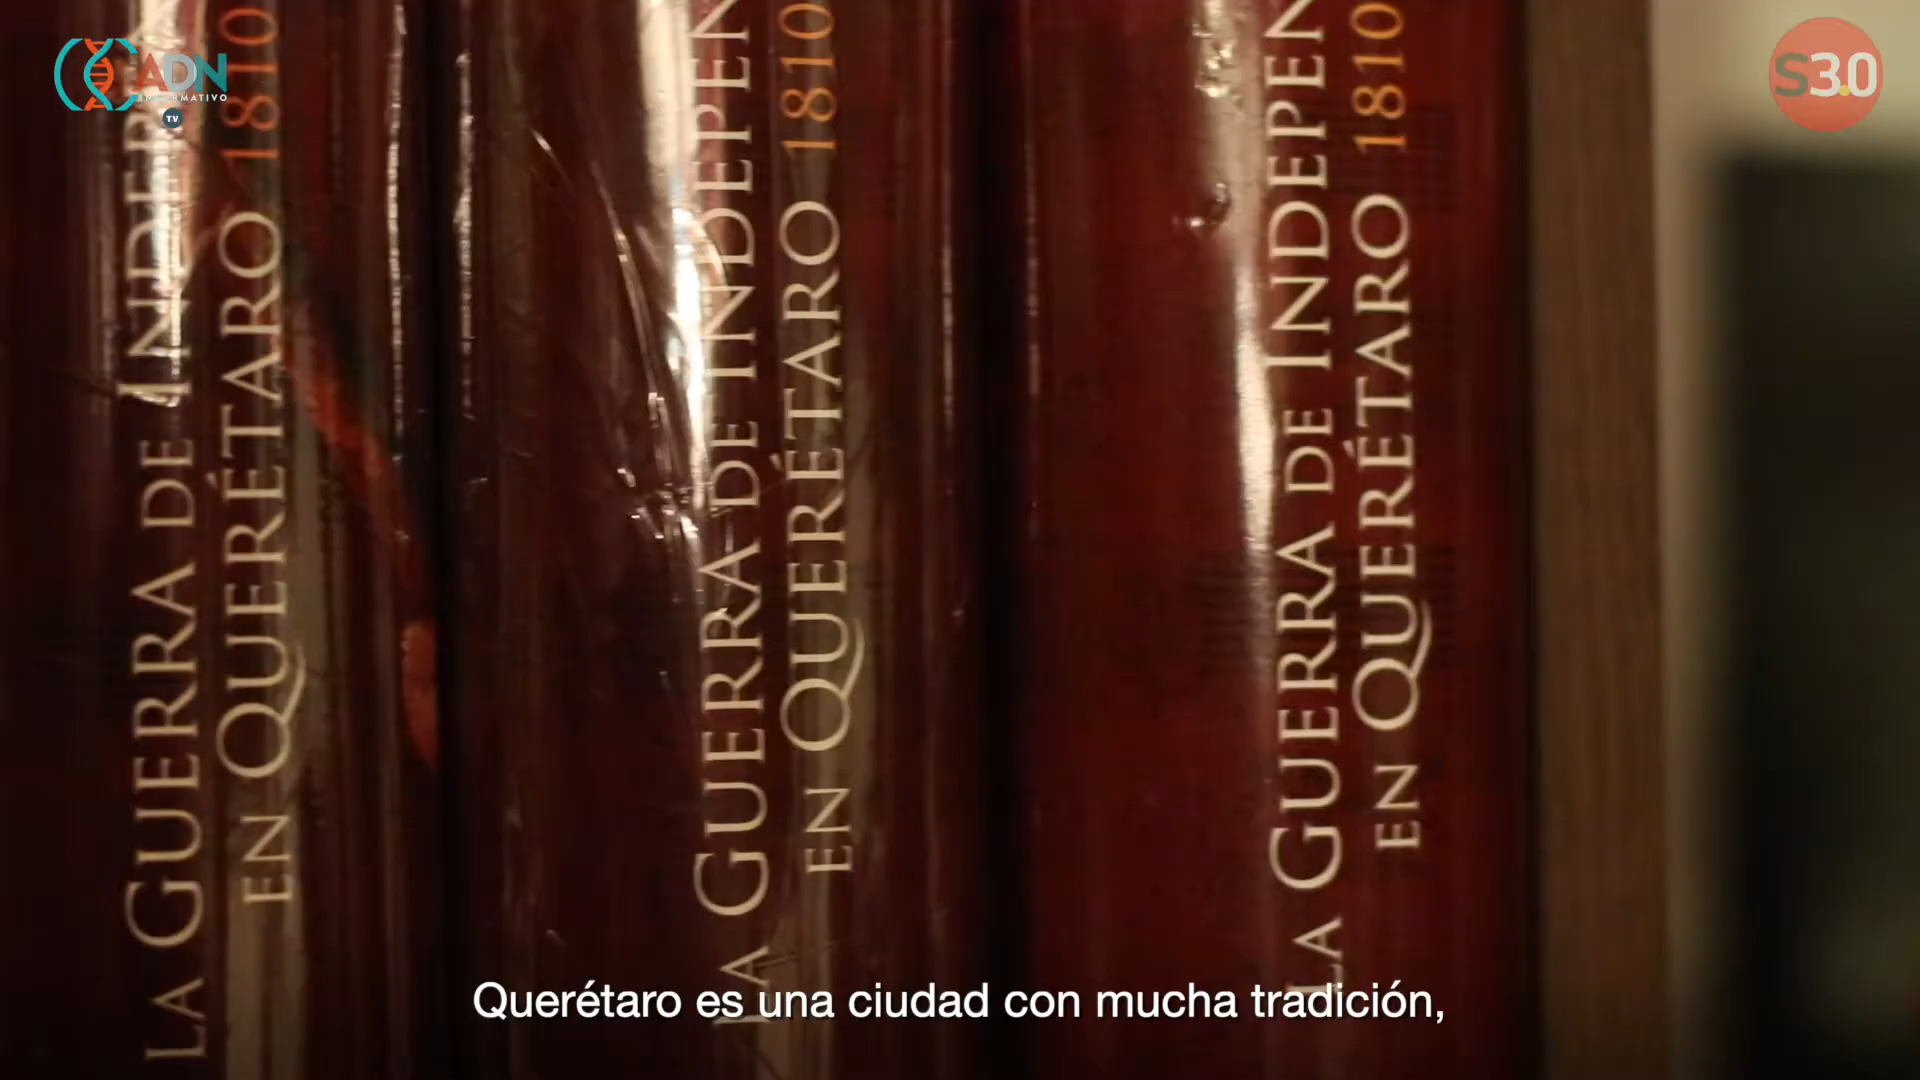 ADN
INFORMATIVO
TV
S3.0
LA GUERRA DE INDEPEN
EN QUERÉTARO 1810
LA GUERRA DE INDEPEN
EN QUERÉTARO 1810
LA GUERRA DE INDEPEN
EN QUERÉTARO 1810
Querétaro es una ciudad con mucha tradición,